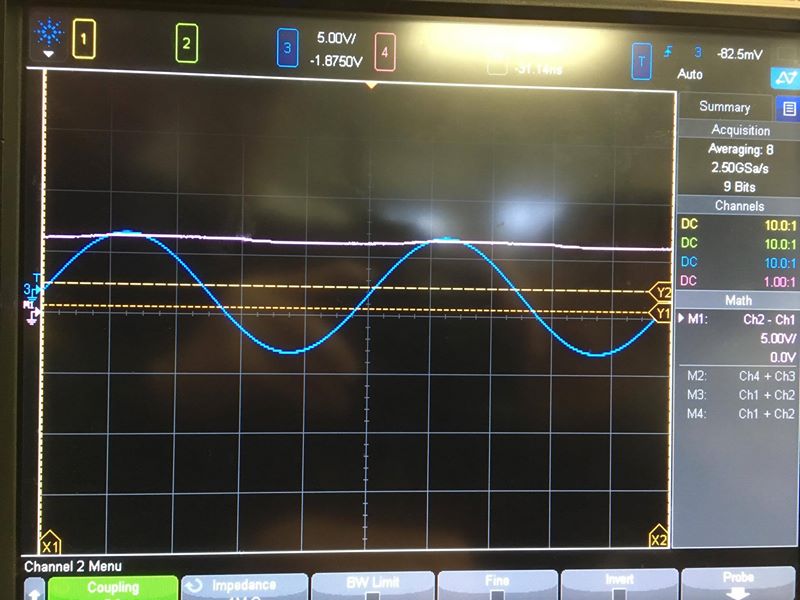 1
2
3
5.00V/
-1.8750V
4
-31.14ns
T
3
-82.5mV
Auto
Summary
Acquisition
Averaging: 8
2.50GSa/s
9 Bits
Channels
DC 10.0:1
DC 10.0:1
DC 10.0:1
DC 1.00:1
Math
M1: Ch2 - Ch1
5.00V/
0.0V
M2: Ch4 + Ch3
M3: Ch1 + Ch2
M4: Ch1 + Ch2
T
3
M1
Y2
Y1
X1
X2
Channel 2 Menu
Coupling
Impedance
BW Limit
Fine
Invert
Probe